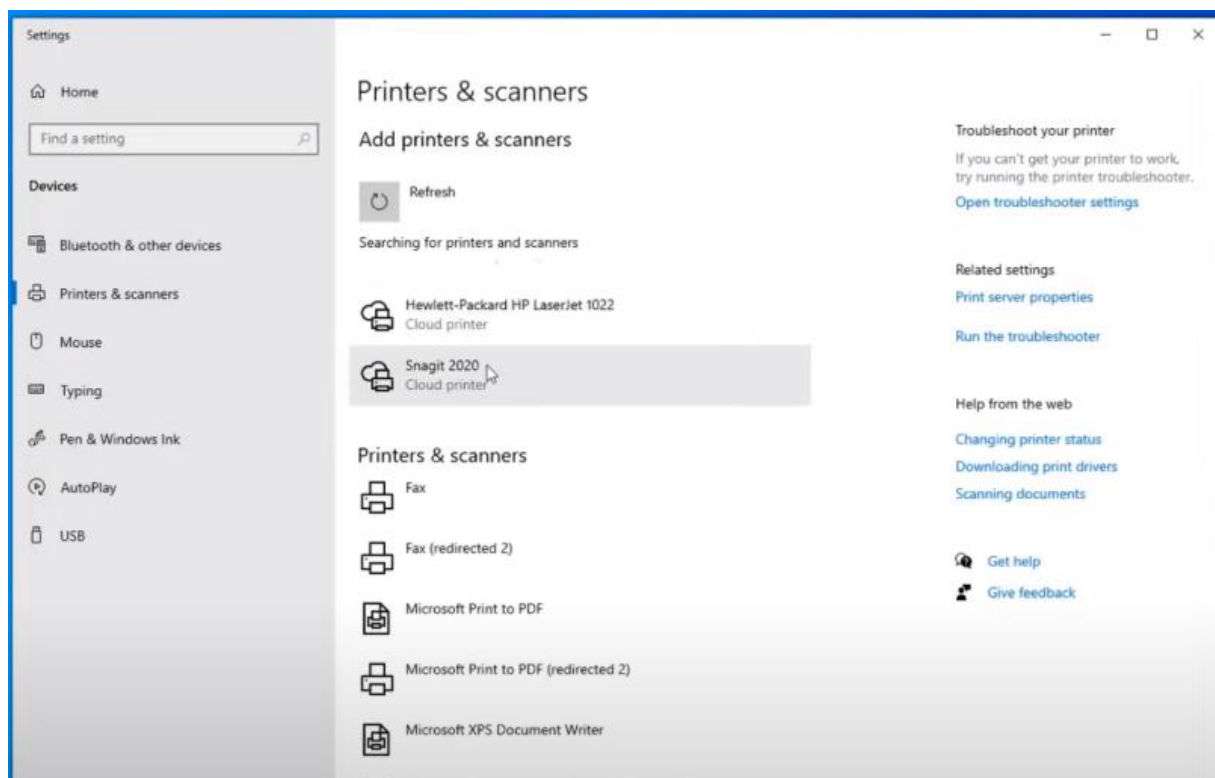 Settings
Home
Find a setting
Devices
Bluetooth & other devices
Printers & scanners
Mouse
Typing
Pen & Windows Ink
AutoPlay
USB
Printers & scanners
Add printers & scanners
Refresh
Searching for printers and scanners
Hewlett-Packard HP LaserJet 1022
Cloud printer
Snagit 2020
Cloud printer
Printers & scanners
Fax
Fax (redirected 2)
Microsoft Print to PDF
Microsoft Print to PDF (redirected 2)
Microsoft XPS Document Writer
Troubleshoot your printer
If you can't get your printer to work,
try running the printer troubleshooter.
Open troubleshooter settings
Related settings
Print server properties
Run the troubleshooter
Help from the web
Changing printer status
Downloading print drivers
Scanning documents
Get help
Give feedback